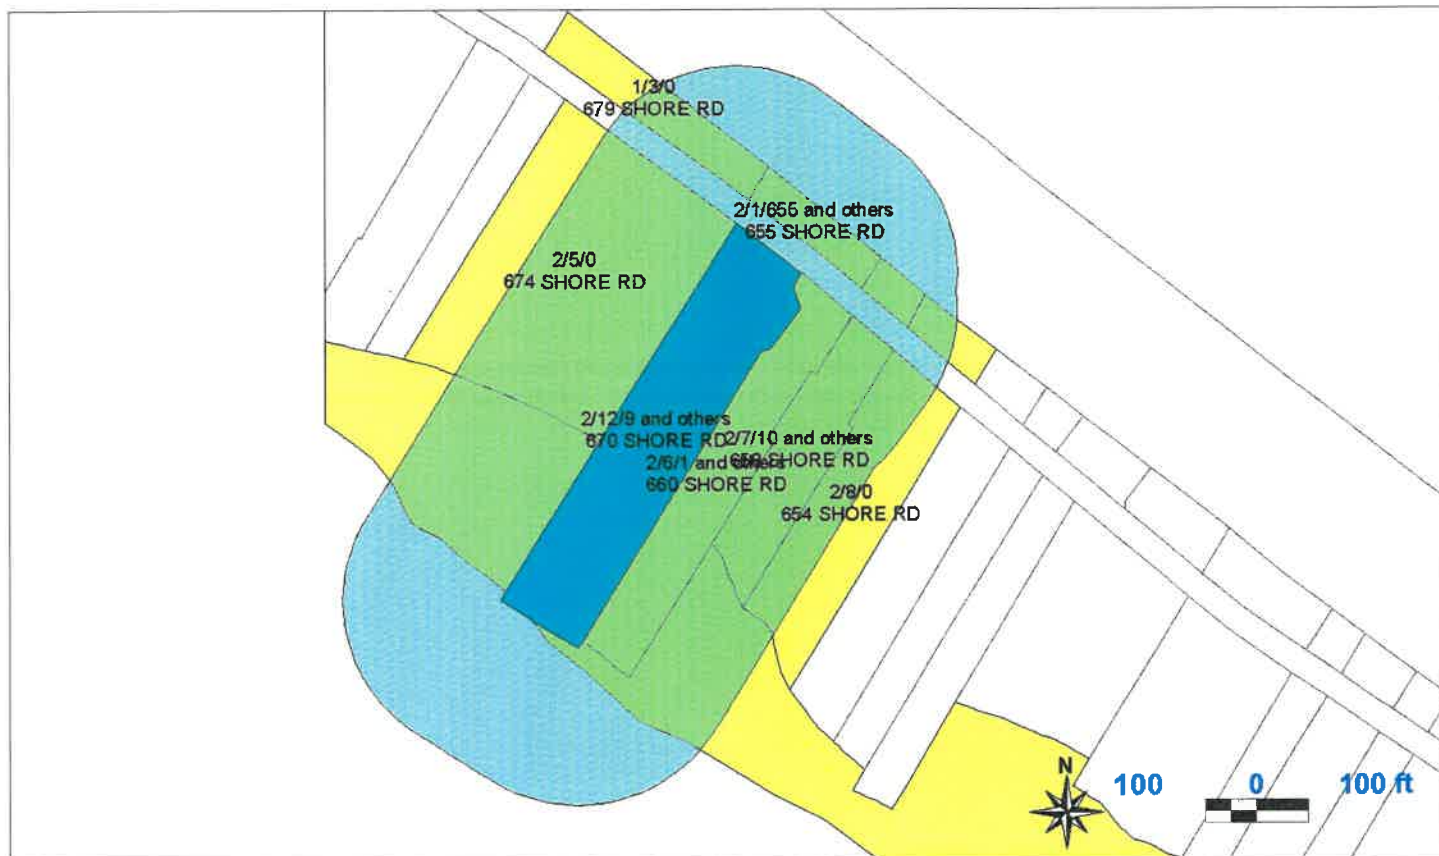 1/3/0
679 SHORE RD
2/1/655 and others
655 SHORE RD
2/5/0
674 SHORE RD
2/12/9 and others
670 SHORE RD
2/7/10 and others
SHORE RD
2/6/1 and others
660 SHORE RD
2/8/0
654 SHORE RD
N
100 0 100 ft